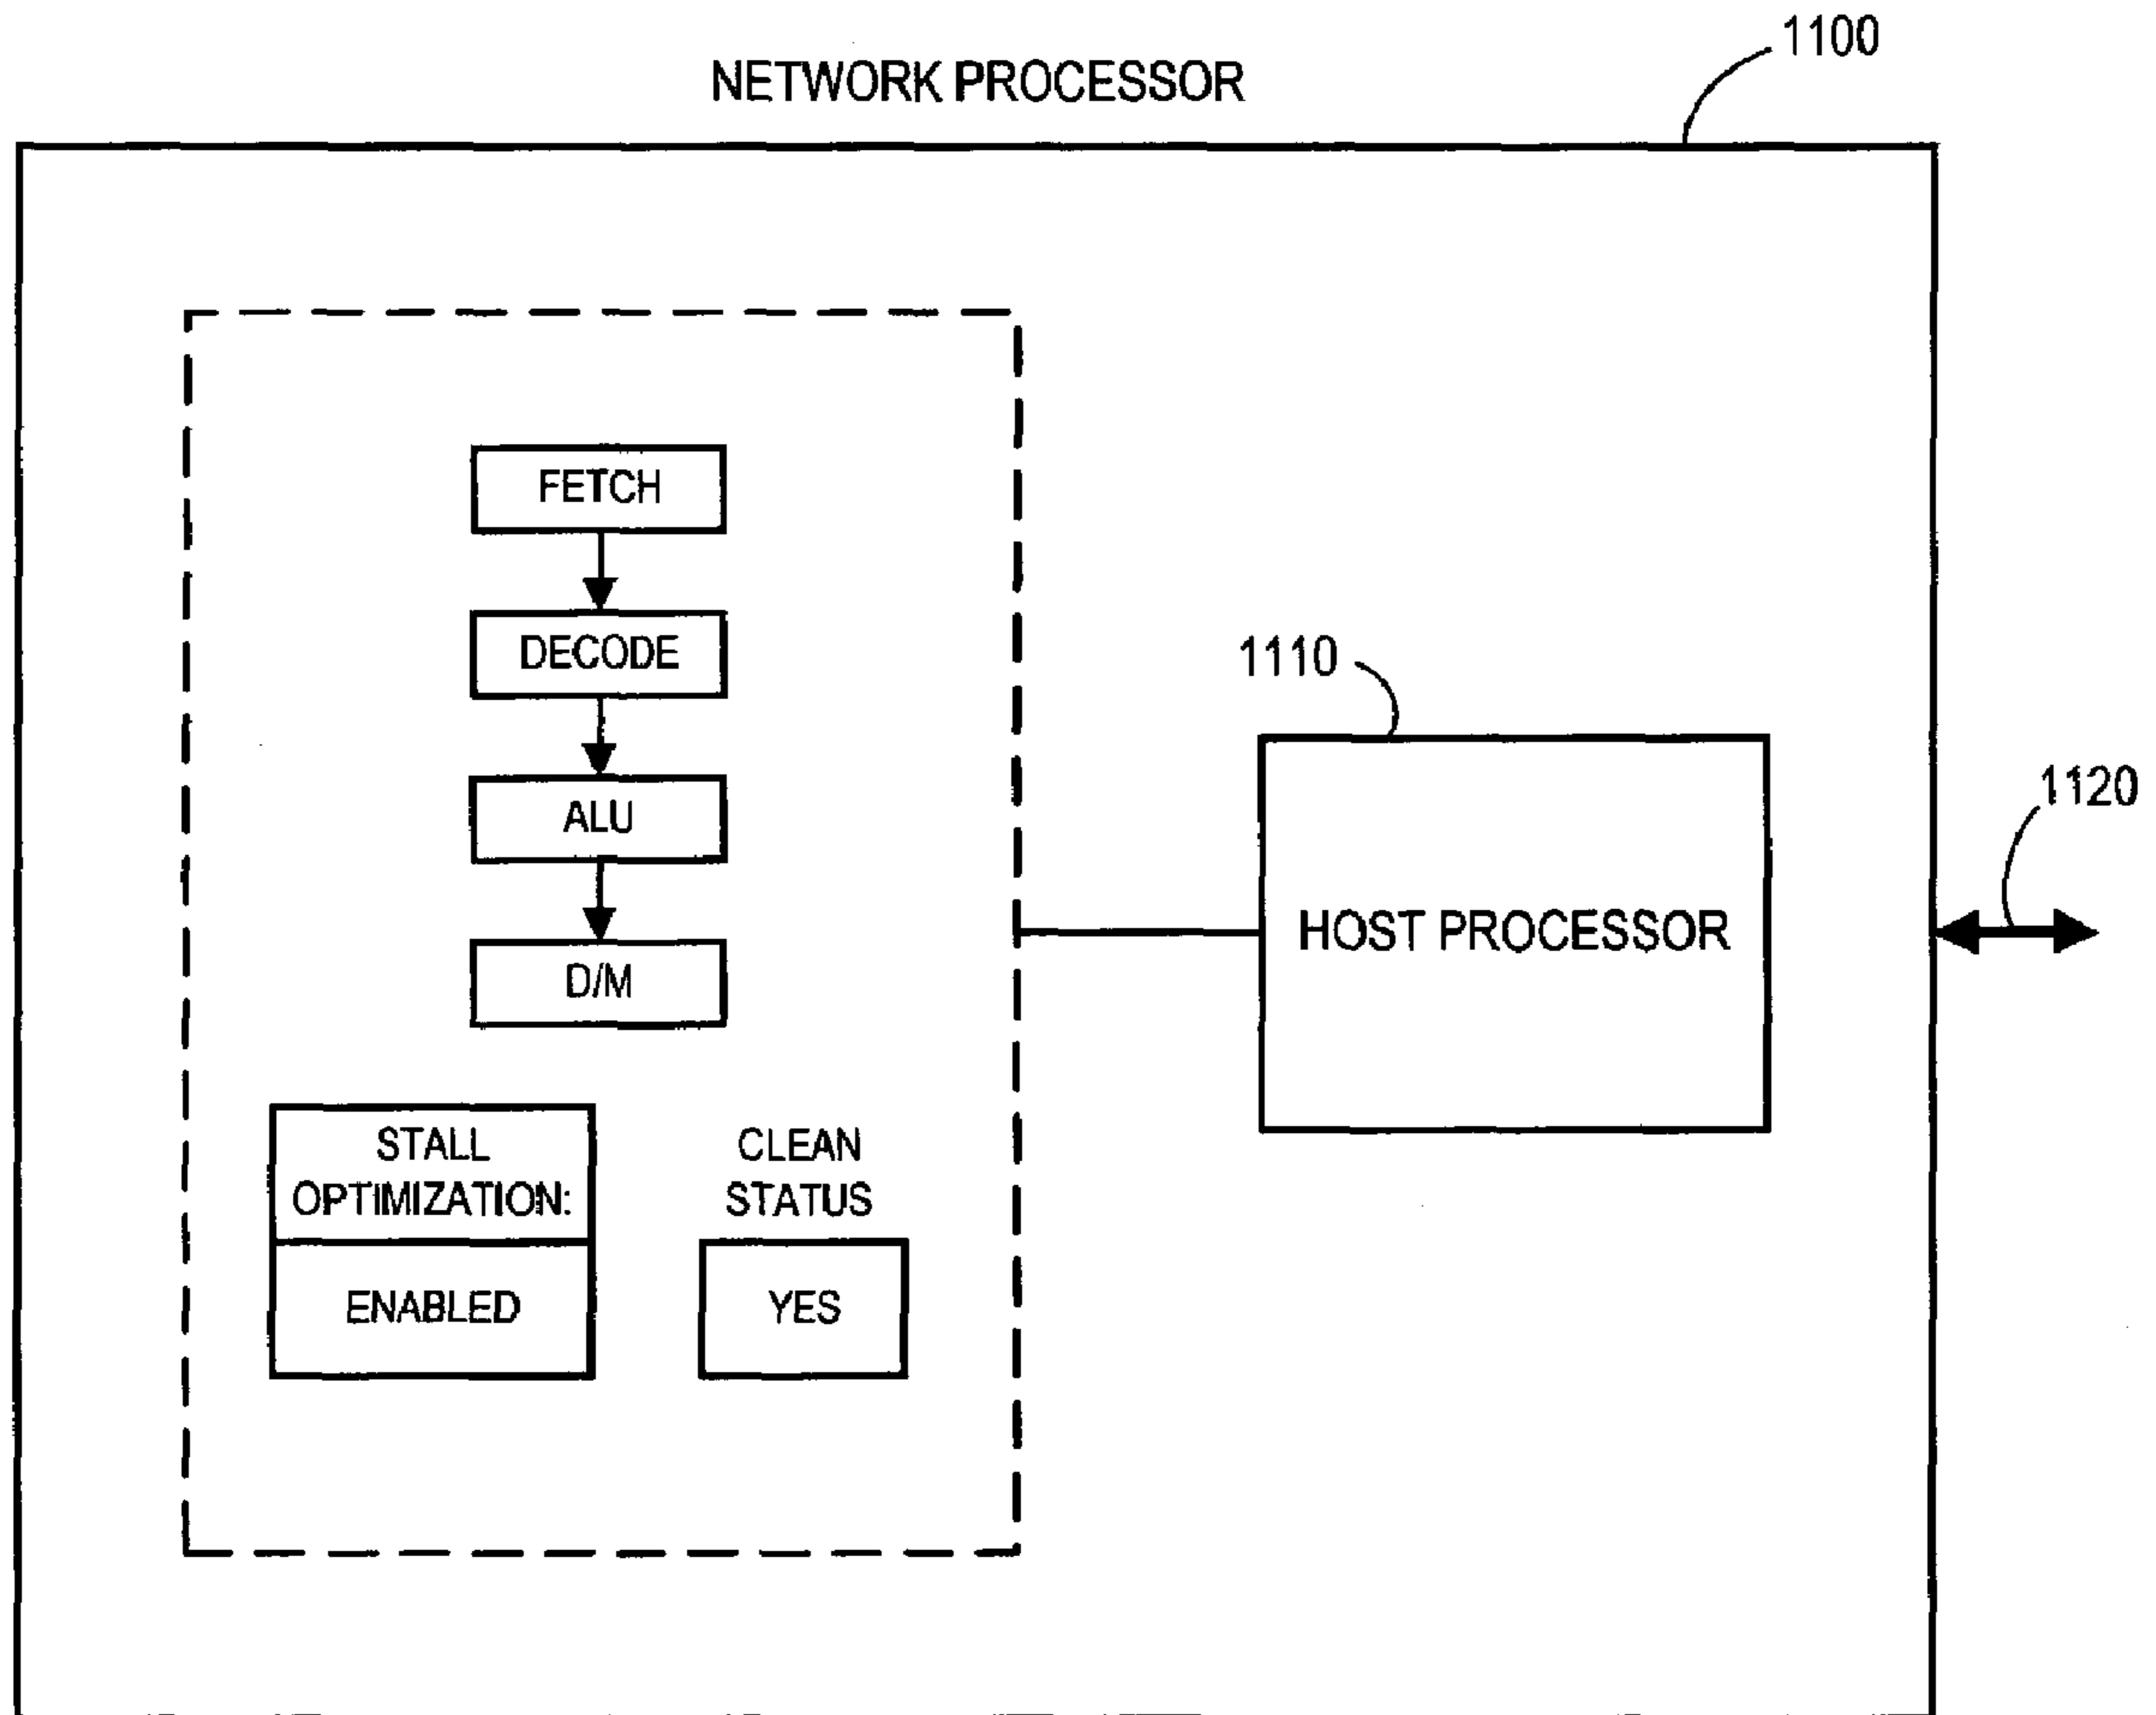 1100
NETWORK PROCESSOR
FETCH
DECODE
1110
ALU
1120
HOST PROCESSOR
D/M
STALL
OPTIMIZATION:
ENABLED
CLEAN
STATUS
YES